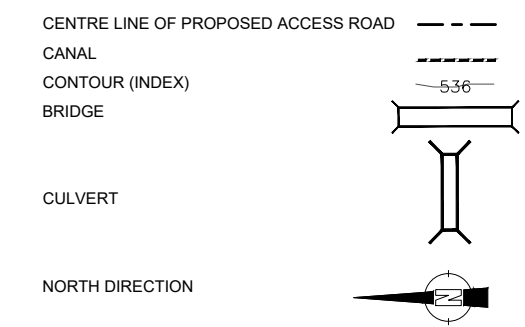 CENTRE LINE OF PROPOSED ACCESS ROAD
CANAL
CONTOUR (INDEX) 536
BRIDGE
CULVERT
NORTH DIRECTION N